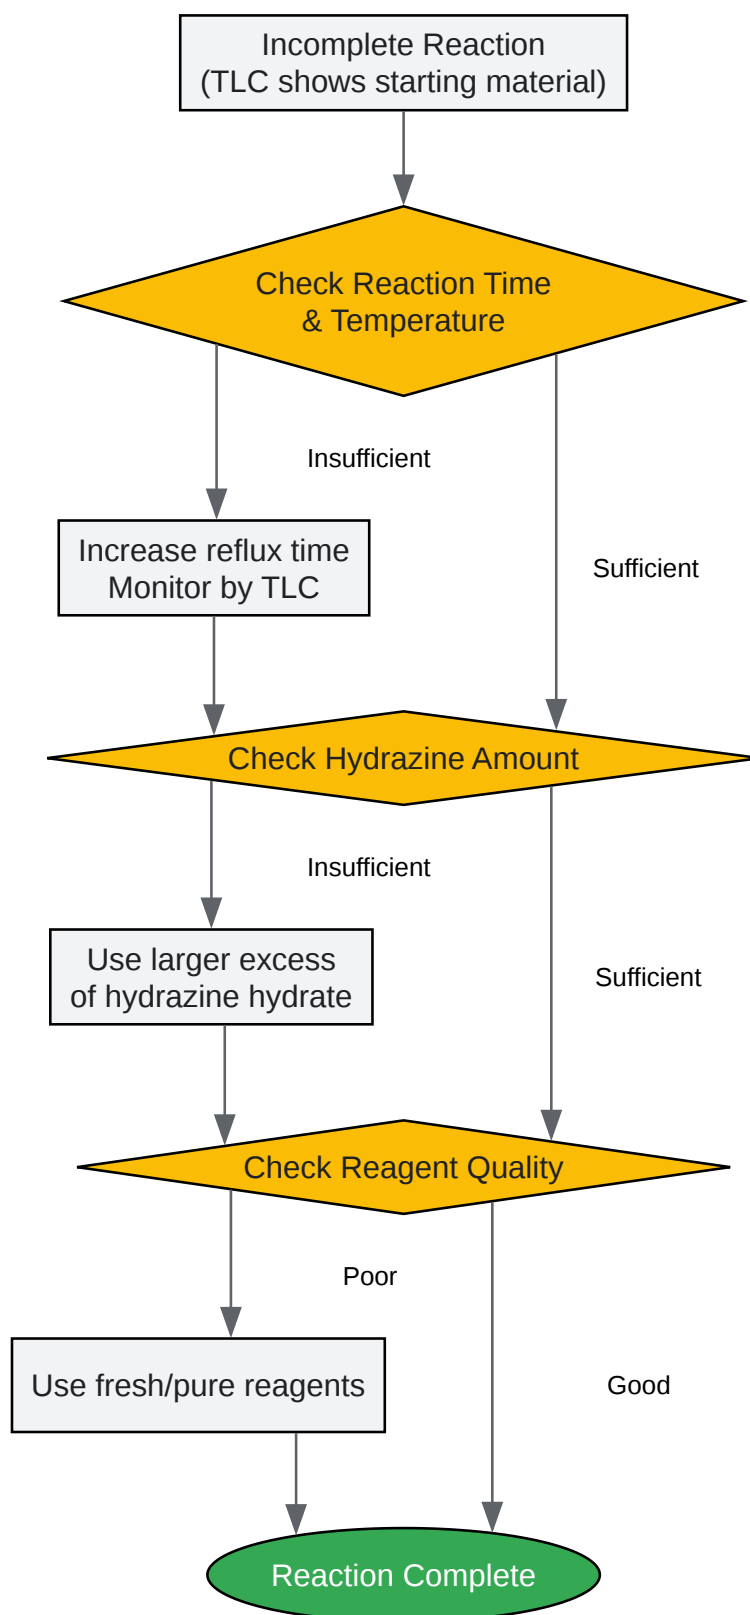 Incomplete Reaction
(TLC shows starting material)
Check Reaction Time
& Temperature
Insufficient
Increase reflux time
Monitor by TLC
Sufficient
Check Hydrazine Amount
Insufficient
Use larger excess
of hydrazine hydrate
Sufficient
Check Reagent Quality
Poor
Use fresh/pure reagents
Good
Reaction Complete